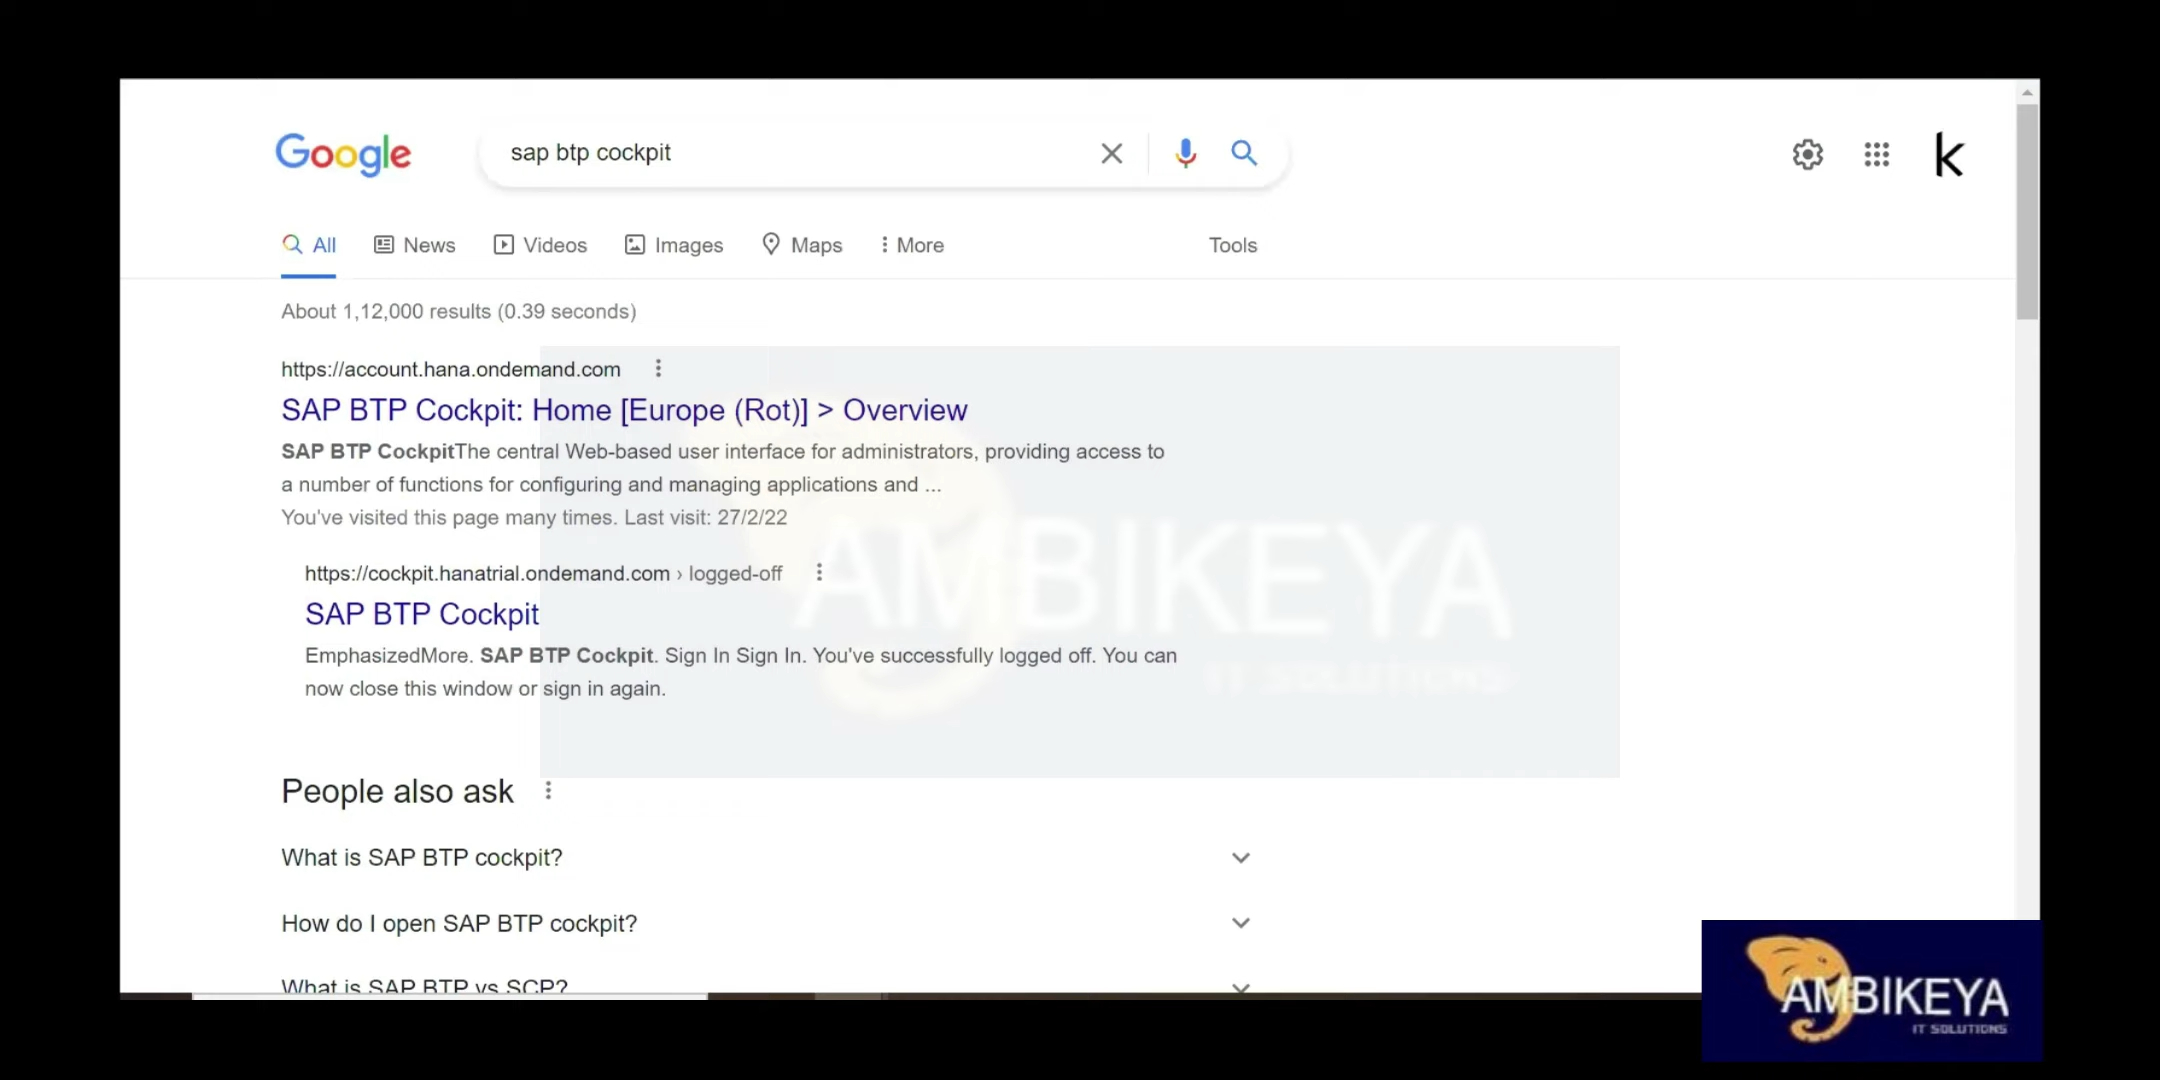 Google
sap btp cockpit
k
All
News
Videos
Images
Maps
More
Tools
About 1,12,000 results (0.39 seconds)
https://account.hana.ondemand.com
SAP BTP Cockpit: Home [Europe (Rot)] > Overview
SAP BTP CockpitThe central Web-based user interface for administrators, providing access to
a number of functions for configuring and managing applications and ...
You've visited this page many times. Last visit: 27/2/22
https://cockpit.hanatrial.ondemand.com › logged-off
SAP BTP Cockpit
EmphasizedMore. SAP BTP Cockpit. Sign In Sign In. You've successfully logged off. You can
now close this window or sign in again.
AMBIKEYA
IT SOLUTIONS
People also ask
What is SAP BTP cockpit?
How do I open SAP BTP cockpit?
What is SAP BTP vs SCP?
AMBIKEYA
IT SOLUTIONS